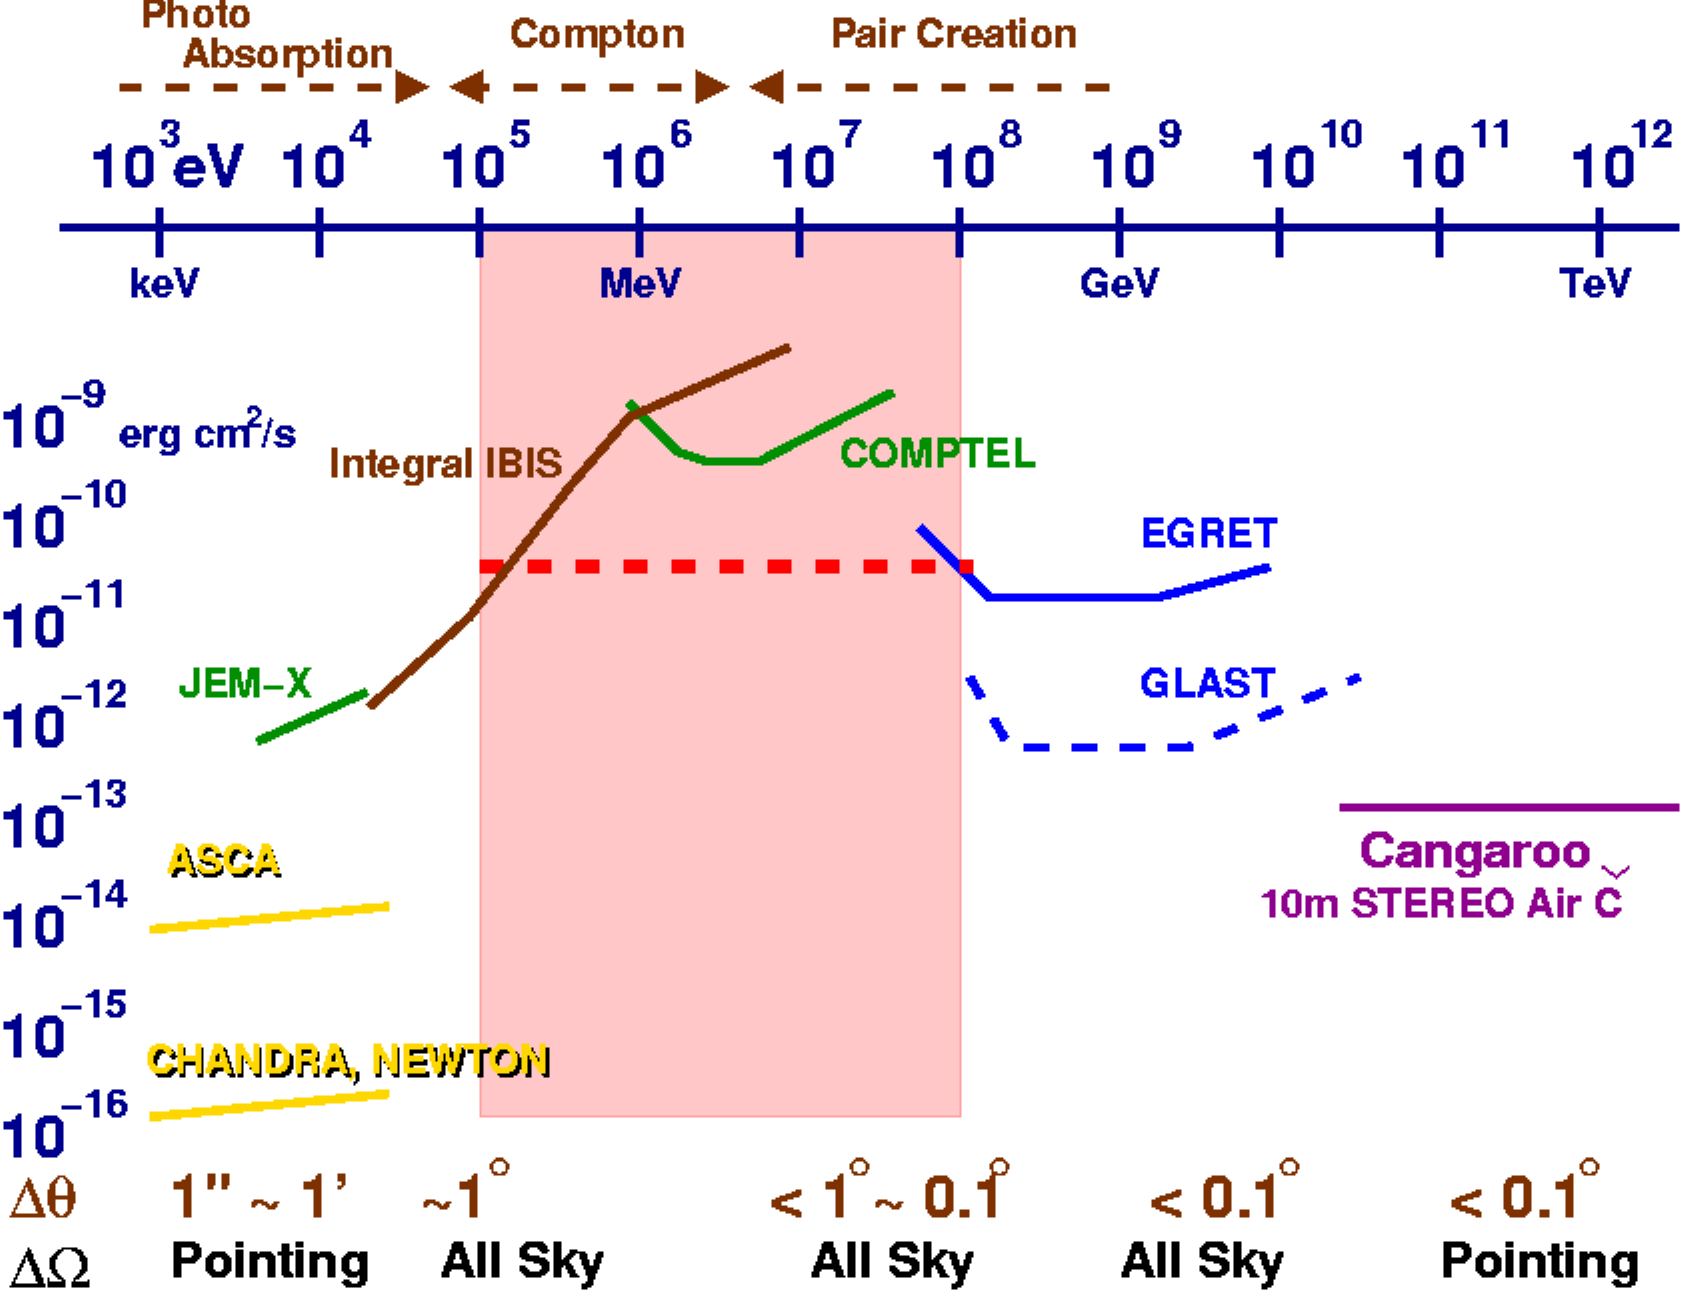 Photo
Absorption
Compton
Pair Creation
10³eV 10⁴ 10⁵ 10⁶ 10⁷ 10⁸ 10⁹ 10¹⁰ 10¹¹ 10¹²
keV MeV GeV TeV
10⁻⁹ erg cm²/s
Integral IBIS
COMPTEL
10⁻¹⁰
EGRET
10⁻¹¹
JEM–X
GLAST
10⁻¹²
10⁻¹³
ASCA
Cangaroo
10m STEREO Air Č
10⁻¹⁴
10⁻¹⁵
CHANDRA, NEWTON
10⁻¹⁶
Δθ 1" ~ 1’ ~1° < 1° ~ 0.1° < 0.1° < 0.1°
ΔΩ Pointing All Sky All Sky All Sky Pointing